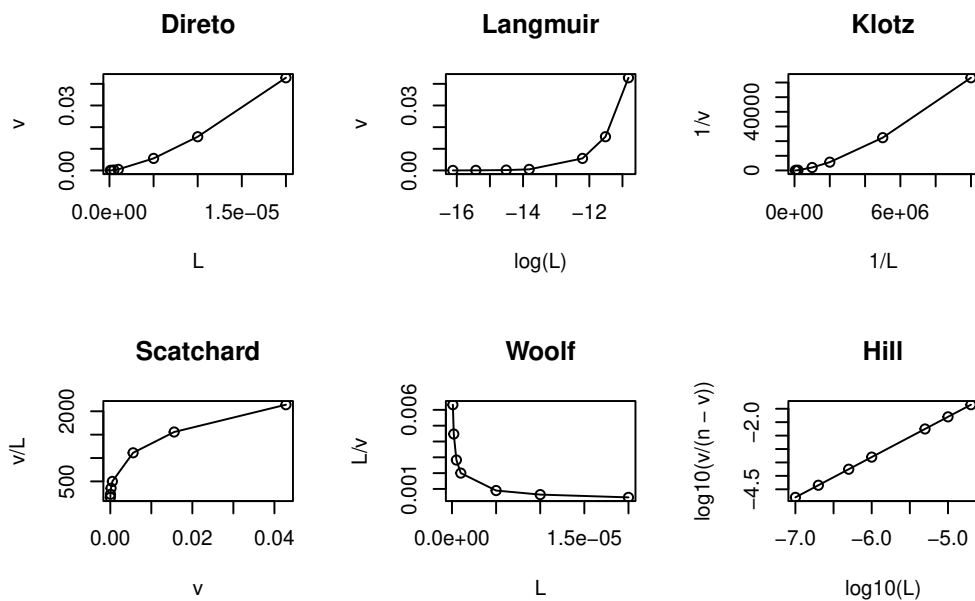 Direto
v
0.00 0.03
0.0e+00 1.5e-05
L
Langmuir
v
0.00 0.03
−16 −14 −12
log(L)
Klotz
1/v
0 40000
0e+00 6e+06
1/L
Scatchard
v/L
500 2000
0.00 0.02 0.04
v
Woolf
L/v
0.001 0.006
0.0e+00 1.5e-05
L
Hill
log10(v/(n − v))
−4.5 −2.0
−7.0 −6.0 −5.0
log10(L)